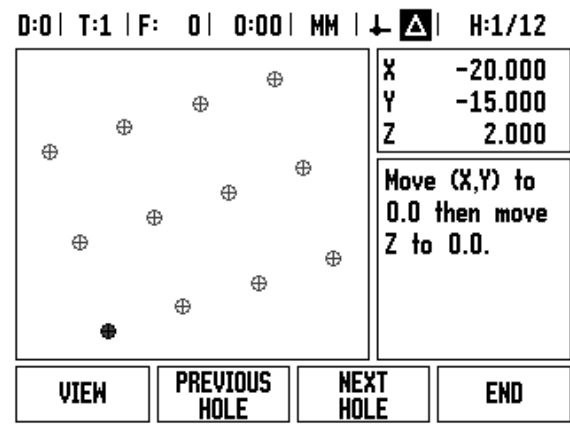 D:0| T:1 |F: 0| 0:00| MM | Δ| H:1/12
X -20.000
Y -15.000
Z 2.000
Move (X,Y) to
0.0 then move
Z to 0.0.
VIEW
PREVIOUS
HOLE
NEXT
HOLE
END